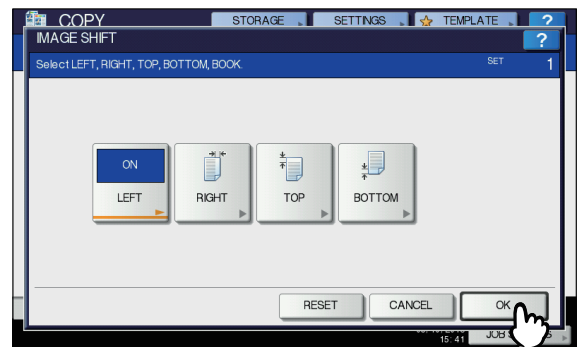 COPY STORAGE SETTINGS TEMPLATE ?
IMAGE SHIFT ?
Select LEFT, RIGHT, TOP, BOTTOM, BOOK. SET 1
ON
LEFT RIGHT TOP BOTTOM
RESET CANCEL OK
15:41 JOB